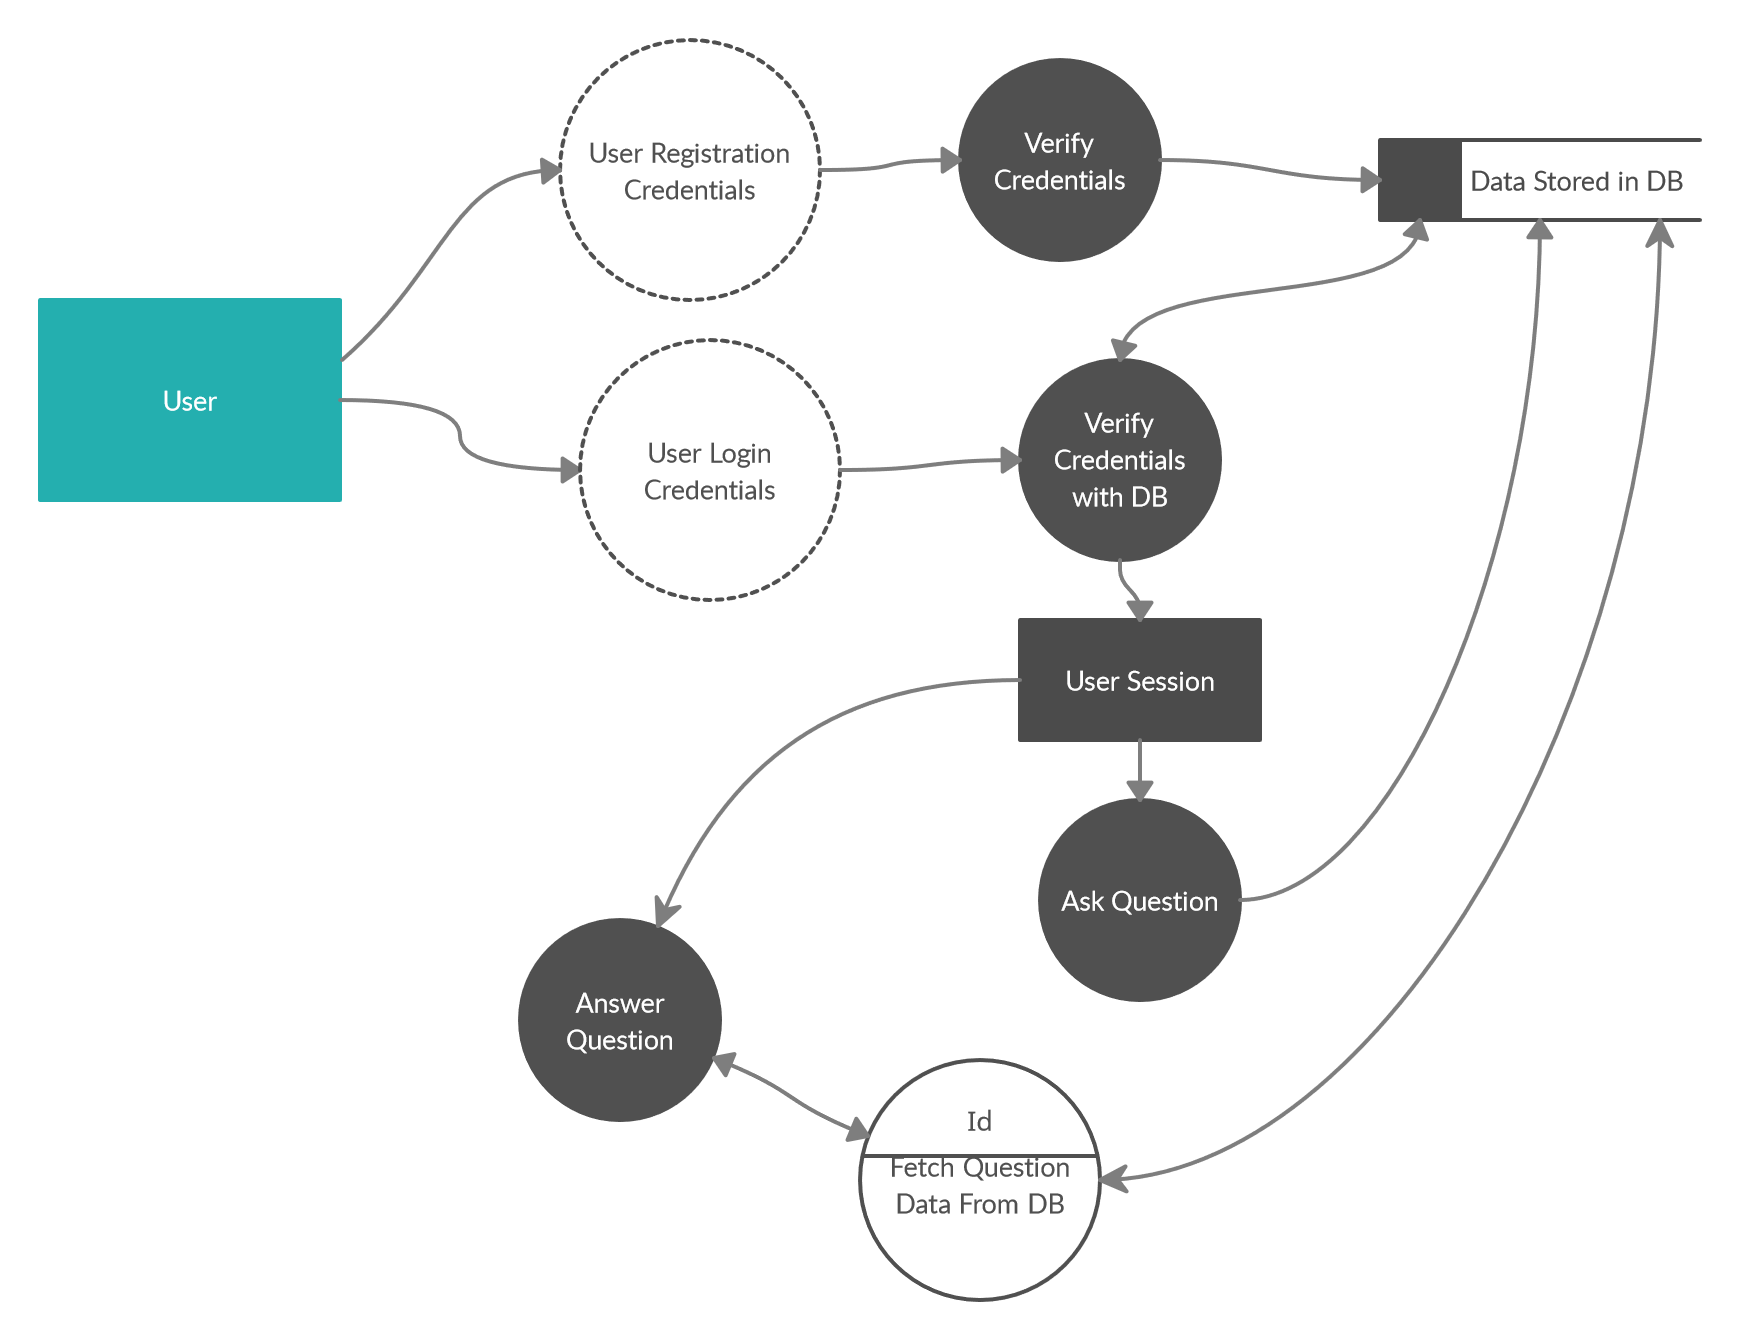 User Registration
Credentials
Verify
Credentials
Data Stored in DB
User
User Login
Credentials
Verify
Credentials
with DB
User Session
Ask Question
Answer
Question
Id
Fetch Question
Data From DB